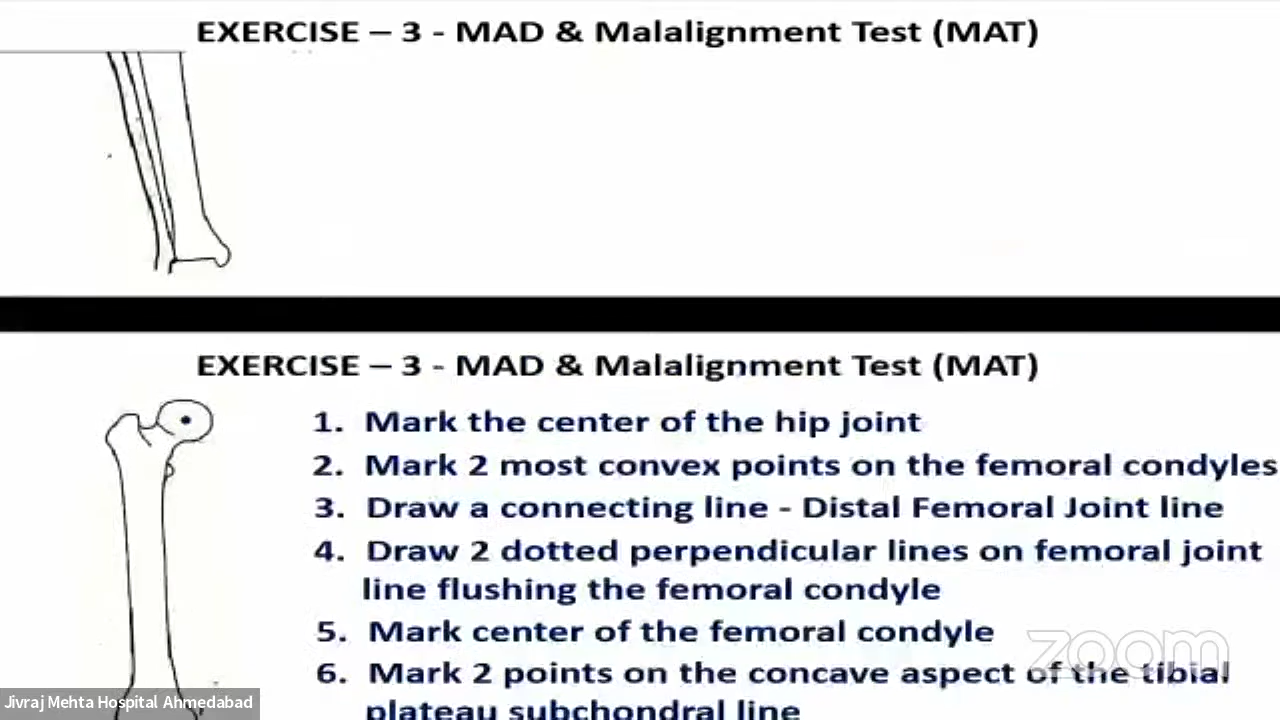 EXERCISE – 3 - MAD & Malalignment Test (MAT)
EXERCISE – 3 - MAD & Malalignment Test (MAT)
1. Mark the center of the hip joint
2. Mark 2 most convex points on the femoral condyles
3. Draw a connecting line - Distal Femoral Joint line
4. Draw 2 dotted perpendicular lines on femoral joint
line flushing the femoral condyle
5. Mark center of the femoral condyle
6. Mark 2 points on the concave aspect of the tibial
plateau subchondral line
zoom
Jivraj Mehta Hospital Ahmedabad